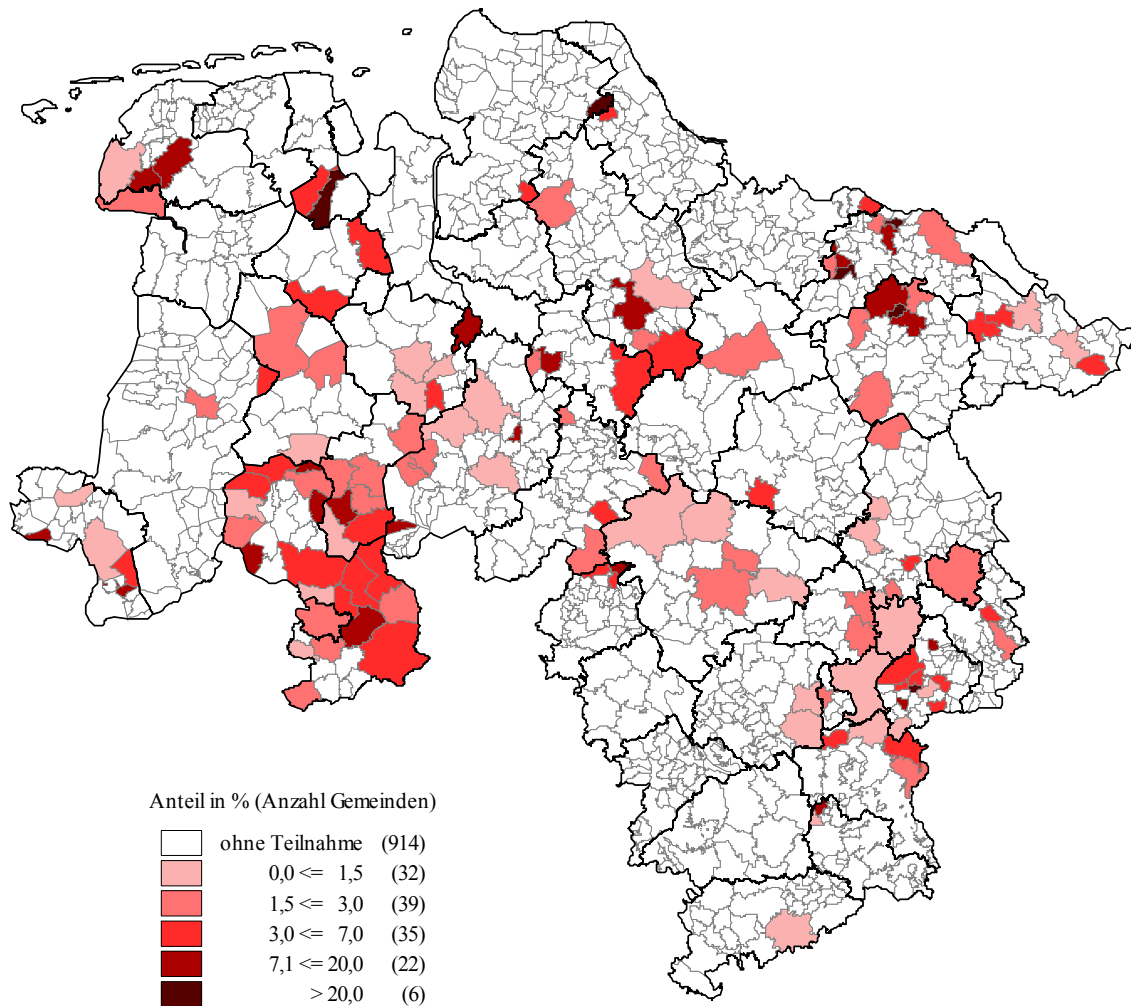 Anteil in % (Anzahl Gemeinden)
ohne Teilnahme (914)
0,0 <= 1,5 (32)
1,5 <= 3,0 (39)
3,0 <= 7,0 (35)
7,1 <= 20,0 (22)
> 20,0 (6)